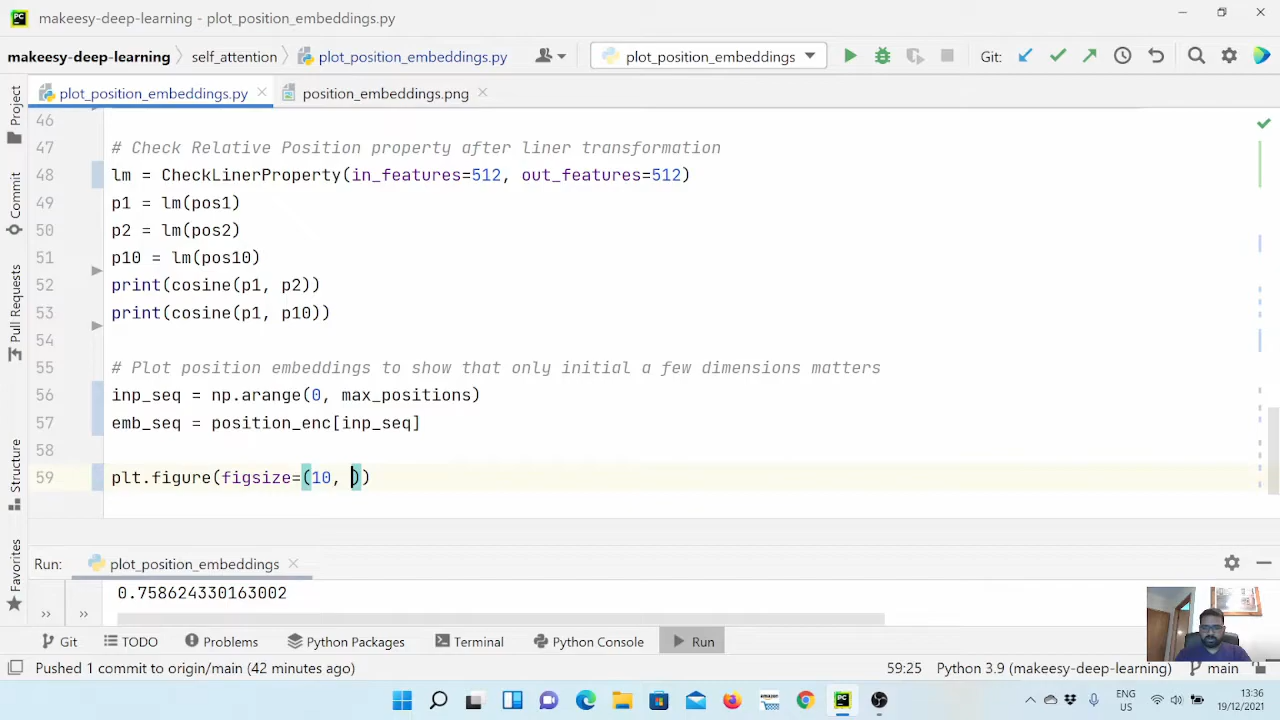 makeesy-deep-learning - plot_position_embeddings.py
makeesy-deep-learning self_attention plot_position_embeddings.py plot_position_embeddings Git:
plot_position_embeddings.py position_embeddings.png
Project
Commit
Pull Requests
Structure
Favorites
46
47 # Check Relative Position property after liner transformation
48 lm = CheckLinerProperty(in_features=512, out_features=512)
49 p1 = lm(pos1)
50 p2 = lm(pos2)
51 p10 = lm(pos10)
52 print(cosine(p1, p2))
53 print(cosine(p1, p10))
54
55 # Plot position embeddings to show that only initial a few dimensions matters
56 inp_seq = np.arange(0, max_positions)
57 emb_seq = position_enc[inp_seq]
58
59 plt.figure(figsize=(10, ))
Run: plot_position_embeddings
0.758624330163002
Git TODO Problems Python Packages Terminal Python Console Run
Pushed 1 commit to origin/main (42 minutes ago) 59:25 Python 3.9 (makeesy-deep-learning) main
ENG
US
13:36
19/12/2021